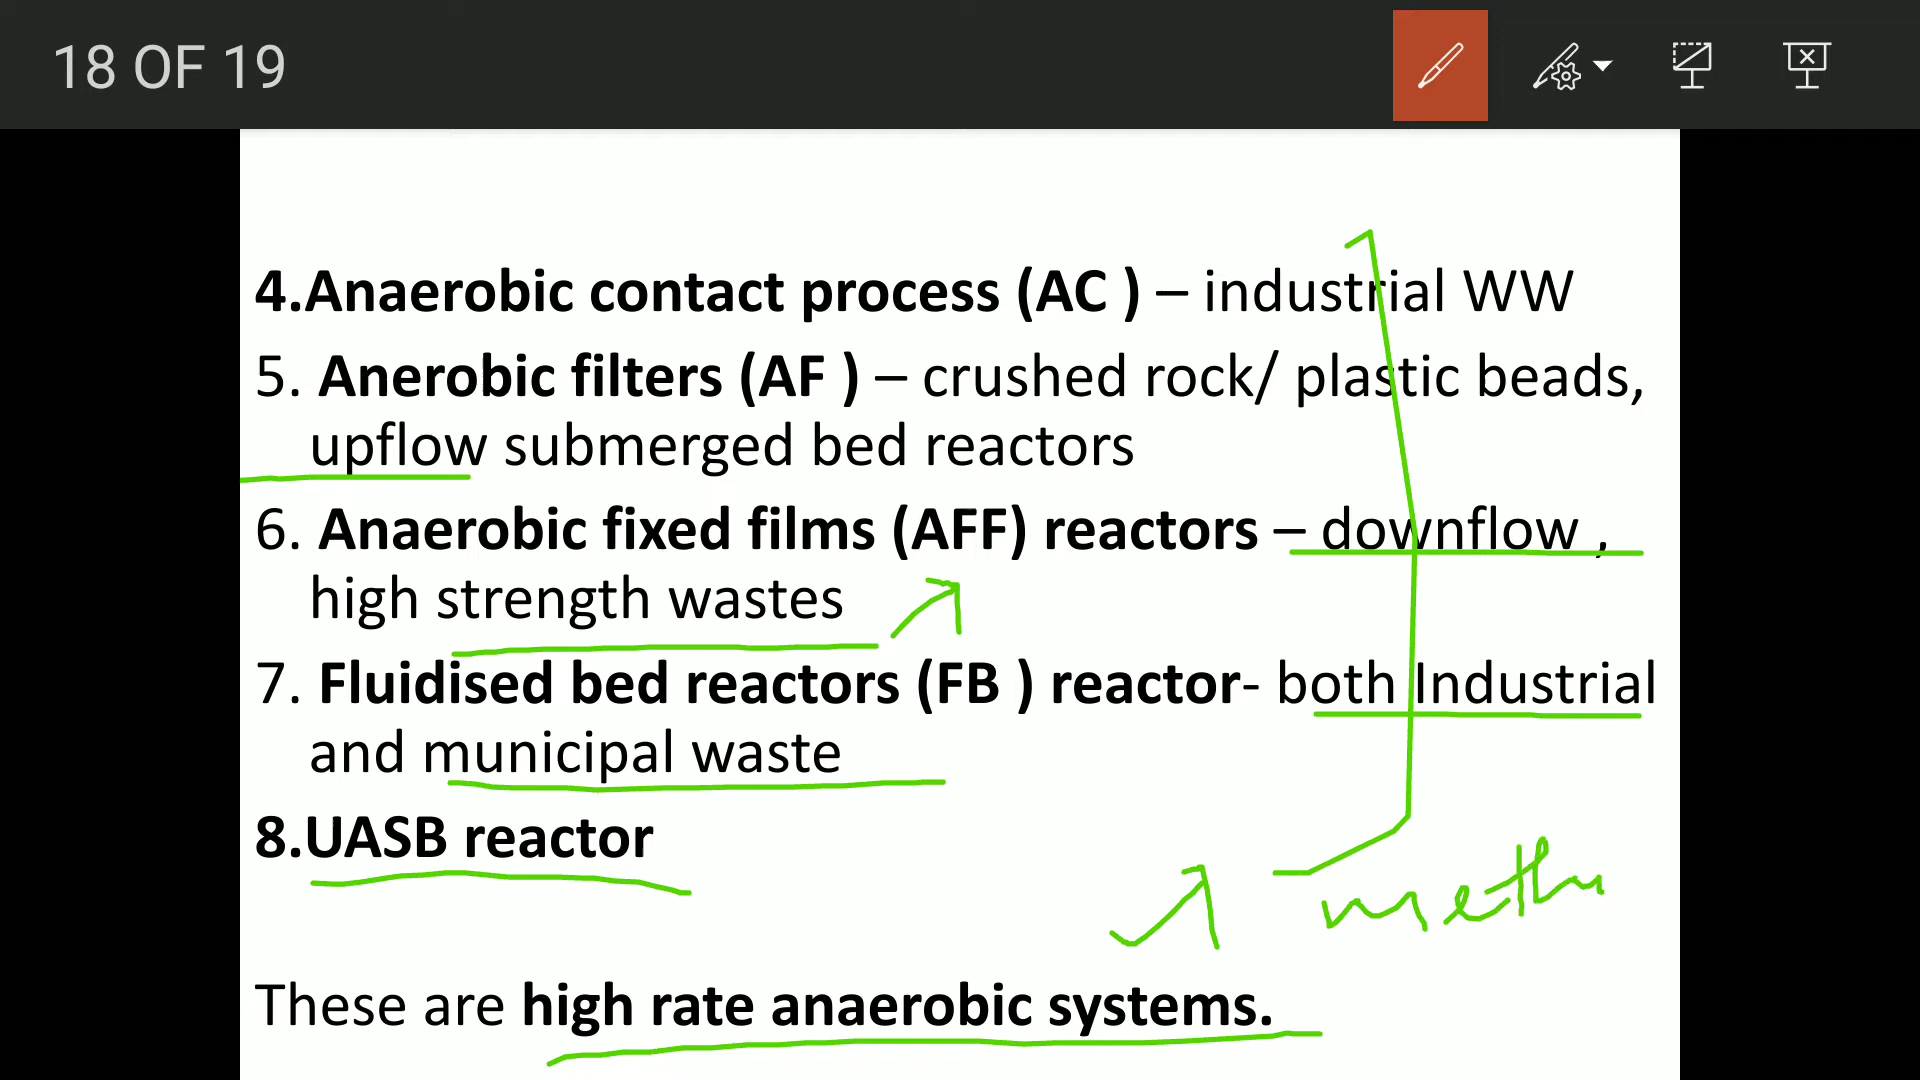 18 OF 19
4.Anaerobic contact process (AC ) – industrial WW
5. Anerobic filters (AF ) – crushed rock/ plastic beads,
upflow submerged bed reactors
6. Anaerobic fixed films (AFF) reactors – downflow ,
high strength wastes
7. Fluidised bed reactors (FB ) reactor- both Industrial
and municipal waste
8.UASB reactor
These are high rate anaerobic systems.